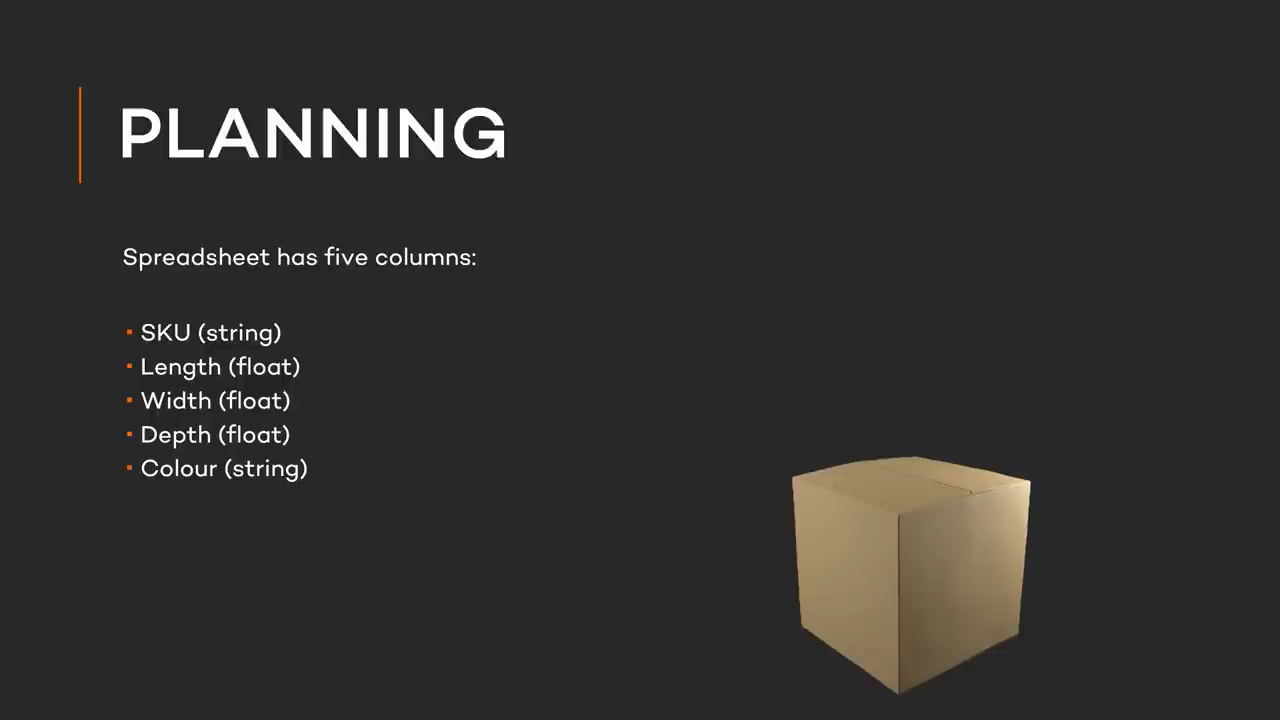 PLANNING
Spreadsheet has five columns:
▪ SKU (string)
▪ Length (float)
▪ Width (float)
▪ Depth (float)
▪ Colour (string)